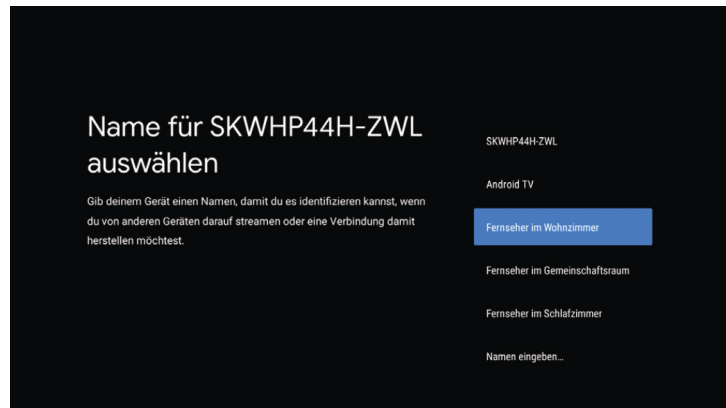 Name für SKWHP44H-ZWL
auswählen
Gib deinem Gerät einen Namen, damit du es identifizieren kannst, wenn
du von anderen Geräten darauf streamen oder eine Verbindung damit
herstellen möchtest.
SKWHP44H-ZWL
Android TV
Fernseher im Wohnzimmer
Fernseher im Gemeinschaftsraum
Fernseher im Schlafzimmer
Namen eingeben...